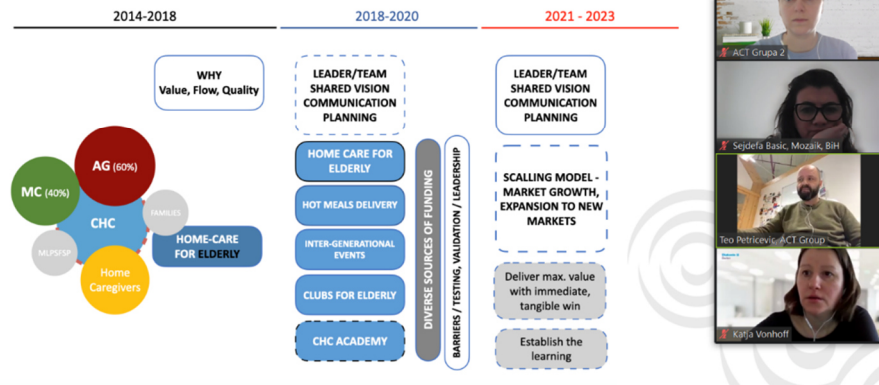 2014-2018
2018-2020
2021 - 2023
WHY
Value, Flow, Quality
AG (60%)
MC (40%)
CHC
FAMILIES
MLPSFSP
Home
Caregivers
HOME-CARE
FOR ELDERLY
LEADER/TEAM
SHARED VISION
COMMUNICATION
PLANNING
HOME CARE FOR
ELDERLY
HOT MEALS DELIVERY
INTER-GENERATIONAL
EVENTS
CLUBS FOR ELDERLY
CHC ACADEMY
DIVERSE SOURCES OF FUNDING
BARRIERS / TESTING, VALIDATION / LEADERSHIP
LEADER/TEAM
SHARED VISION
COMMUNICATION
PLANNING
SCALLING MODEL -
MARKET GROWTH,
EXPANSION TO NEW
MARKETS
Deliver max. value
with immediate,
tangible win
Establish the
learning
ACT Grupa 2
Sejdefa Basic, Mozaik, BiH
Teo Petricevic, ACT Group
Katja Vonhoff